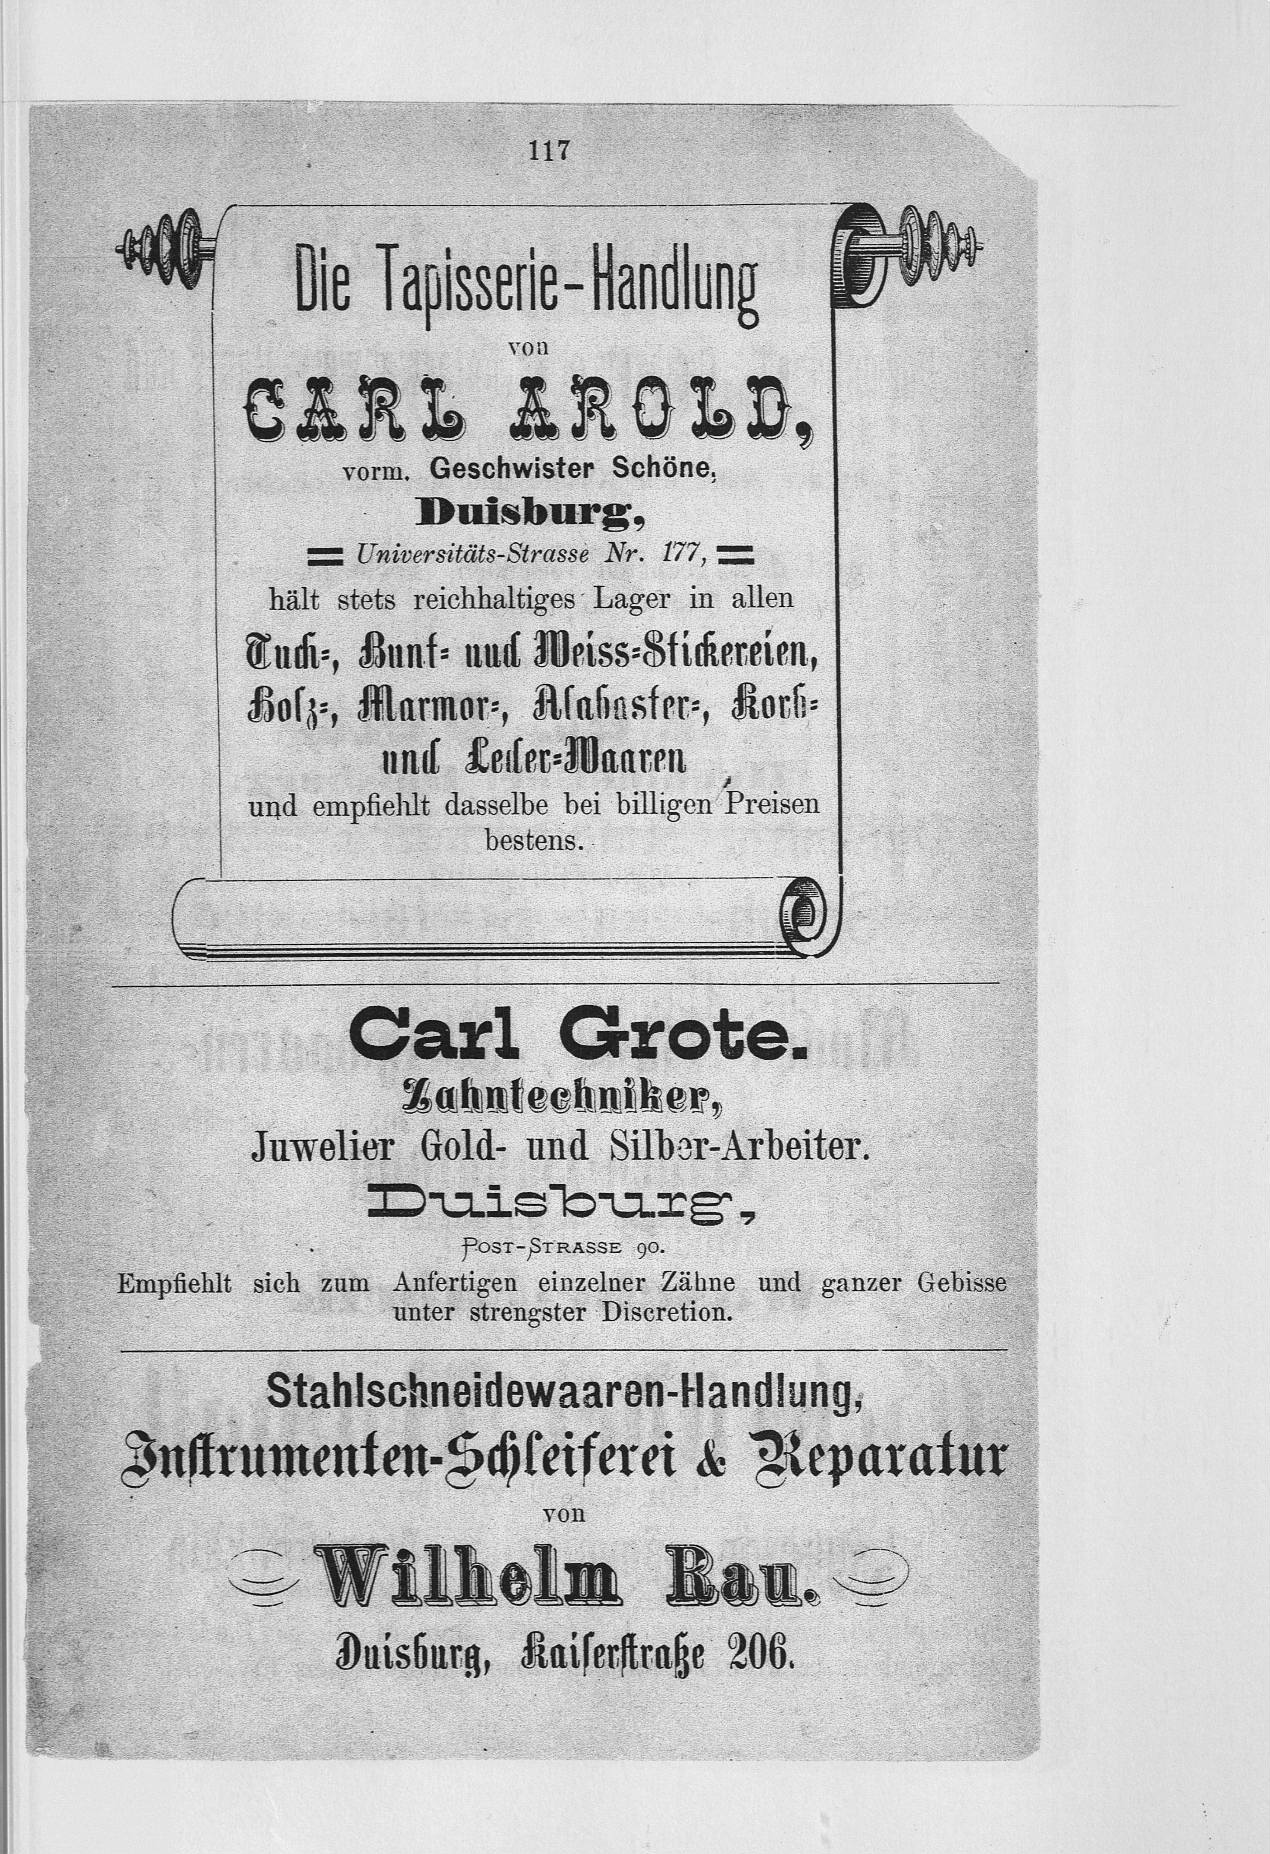 117
Die Tapisserie-Handlung
von
CARL AROLD,
vorm. Geschwister Schöne,
Duisburg,
Universitäts-Strasse Nr. 177,
hält stets reichhaltiges Lager in allen
Tuch-, Bunt- und Weiss-Stickereien,
Holz-, Marmor-, Alabaster-, Korb-
und Leder-Waaren
und empfiehlt dasselbe bei billigen Preisen
bestens.
Carl Grote.
Zahntechniker,
Juwelier Gold- und Silber-Arbeiter.
Duisburg,
POST-STRASSE 90.
Empfiehlt sich zum Anfertigen einzelner Zähne und ganzer Gebisse
unter strengster Discretion.
Stahlschneidewaaren-Handlung,
Instrumenten-Schleiferei & Reparatur
von
Wilhelm Rau.
Duisburg, Kaiserstraße 206.